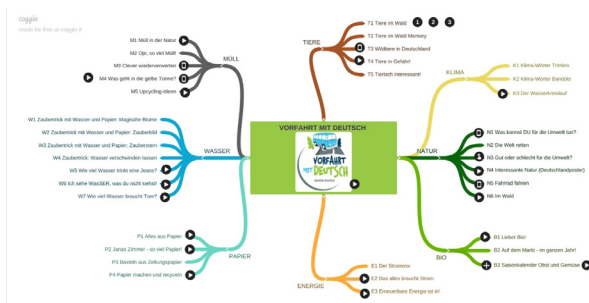 coggle
made for free at coggle.it
MÜLL
M1 Müll in der Natur
M2 Oje, so viel Müll!
M3 Clever wiederverwerten
M4 Was geht in die gelbe Tonne?
M5 Upcycling-Ideen
WASSER
W1 Zaubertrick mit Wasser und Papier: Magische Blume
W2 Zaubertrick mit Wasser und Papier: Zauberbild
W3 Zaubertrick mit Wasser und Papier: Zauberstern
W4 Zaubertrick: Wasser verschwinden lassen
W5 Wie viel Wasser trinkt eine Jeans?
W6 Ich sehe WASSER, was du nicht siehst!
W7 Wie viel Wasser braucht Tom?
PAPIER
P1 Alles aus Papier
P2 Janas Zimmer - so viel Papier!
P3 Basteln aus Zeitungspapier
P4 Papier machen und recyceln
VORFAHRT MIT DEUTSCH
VORFAHRT
MIT
DEUTSCH
TIERE
T1 Tiere im Wald 1 2 3
T2 Tiere im Wald Memory
T3 Wildtiere in Deutschland
T4 Tiere in Gefahr!
T5 Tierisch interessant!
KLIMA
K1 Klima-Wörter Trimino
K2 Klima-Wörter Bandolo
K3 Der Wasserkreislauf
NATUR
N1 Was kannst DU für die Umwelt tun?
N2 Die Welt retten
N3 Gut oder schlecht für die Umwelt?
N4 Interessante Natur (Deutschlandposter)
N5 Fahrrad fahren
N6 Im Wald
BIO
B1 Lieber Bio!
B2 Auf dem Markt - im ganzen Jahr!
B3 Saisonkalender Obst und Gemüse
ENERGIE
E1 Der Stromnix
E2 Das alles braucht Strom
E3 Erneuerbare Energie ist in!